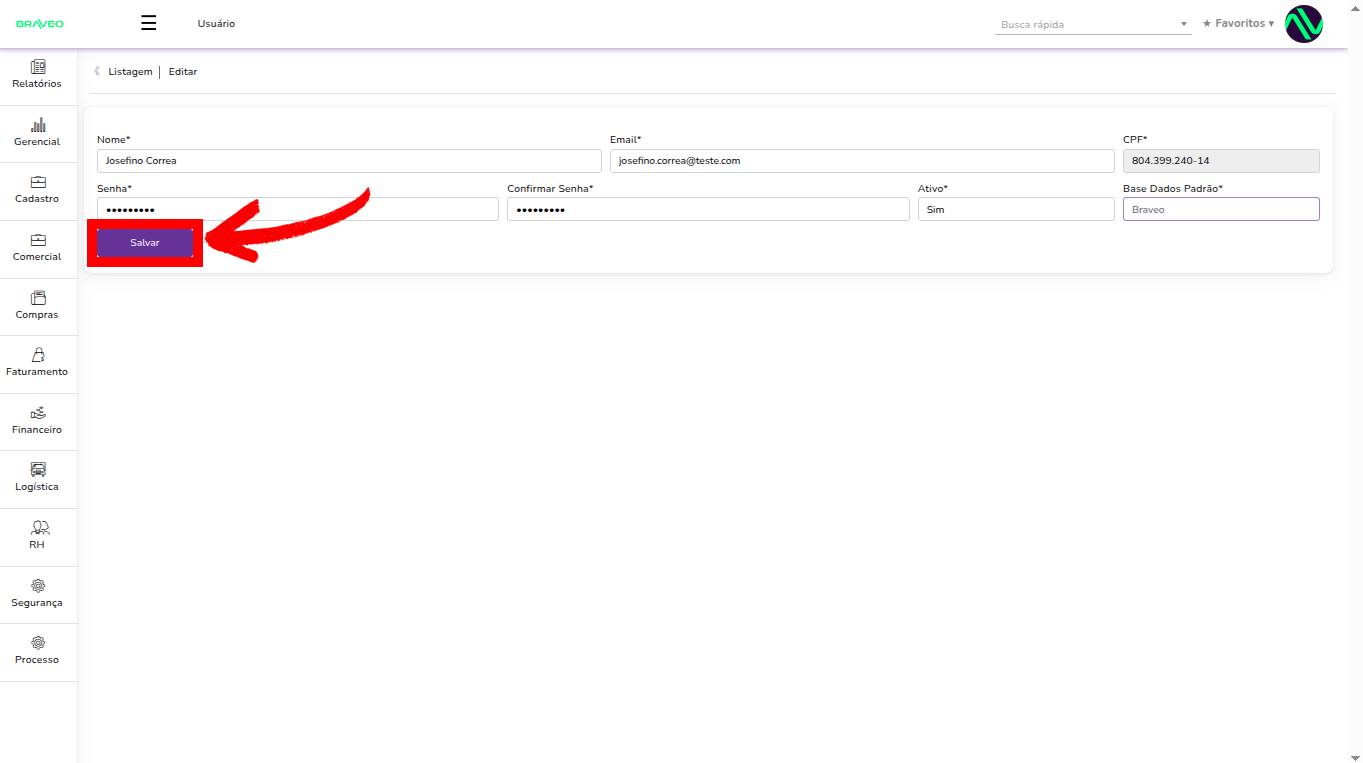 BRAVEO
Usuário
Busca rápida
★ Favoritos ▾
Relatórios
Gerencial
Cadastro
Comercial
Compras
Faturamento
Financeiro
Logística
RH
Segurança
Processo
Listagem | Editar
Nome* Email* CPF*
Josefino Correa josefino.correa@teste.com 804.399.240-14
Senha* Confirmar Senha* Ativo* Base Dados Padrão*
••••••••• ••••••••• Sim Braveo
Salvar